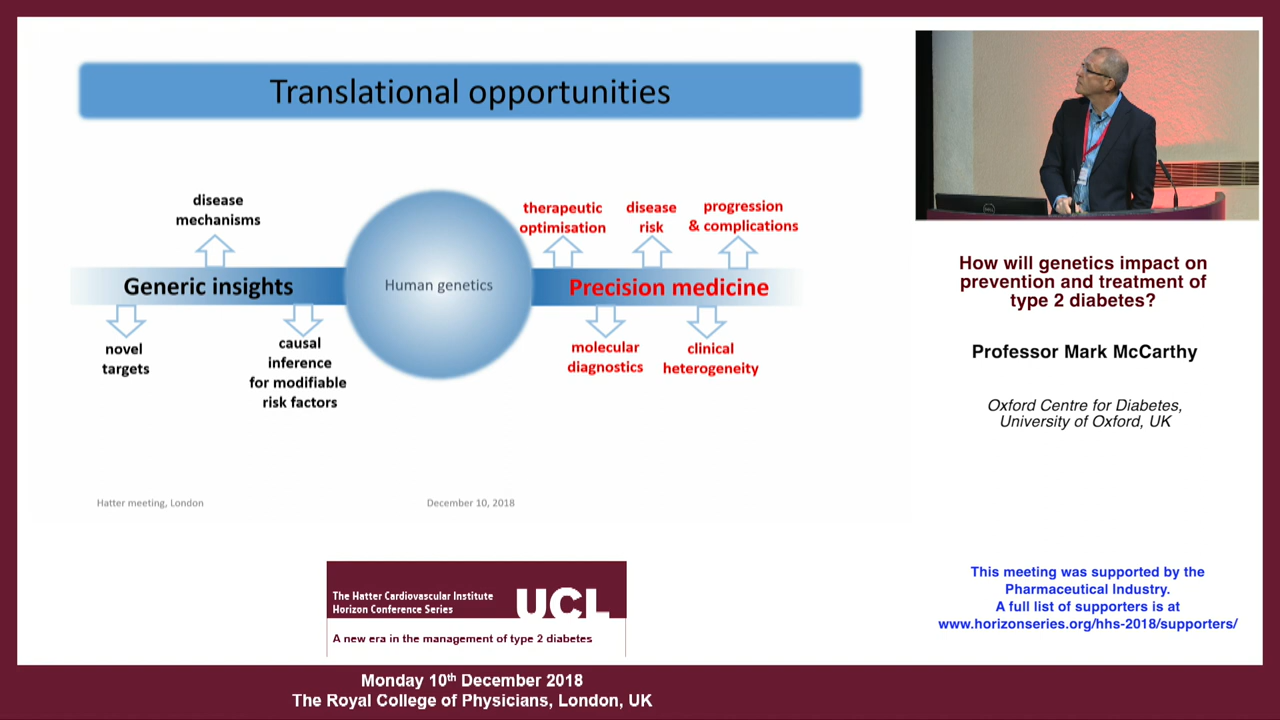 Translational opportunities
disease
mechanisms
therapeutic
optimisation
disease
risk
progression
& complications
Generic insights
Human genetics
Precision medicine
novel
targets
causal
inference
for modifiable
risk factors
molecular
diagnostics
clinical
heterogeneity
Hatter meeting, London
December 10, 2018
How will genetics impact on
prevention and treatment of
type 2 diabetes?
Professor Mark McCarthy
Oxford Centre for Diabetes,
University of Oxford, UK
This meeting was supported by the
Pharmaceutical Industry.
A full list of supporters is at
www.horizonseries.org/hhs-2018/supporters/
The Hatter Cardiovascular Institute
Horizon Conference Series
UCL
A new era in the management of type 2 diabetes
Monday 10th December 2018
The Royal College of Physicians, London, UK